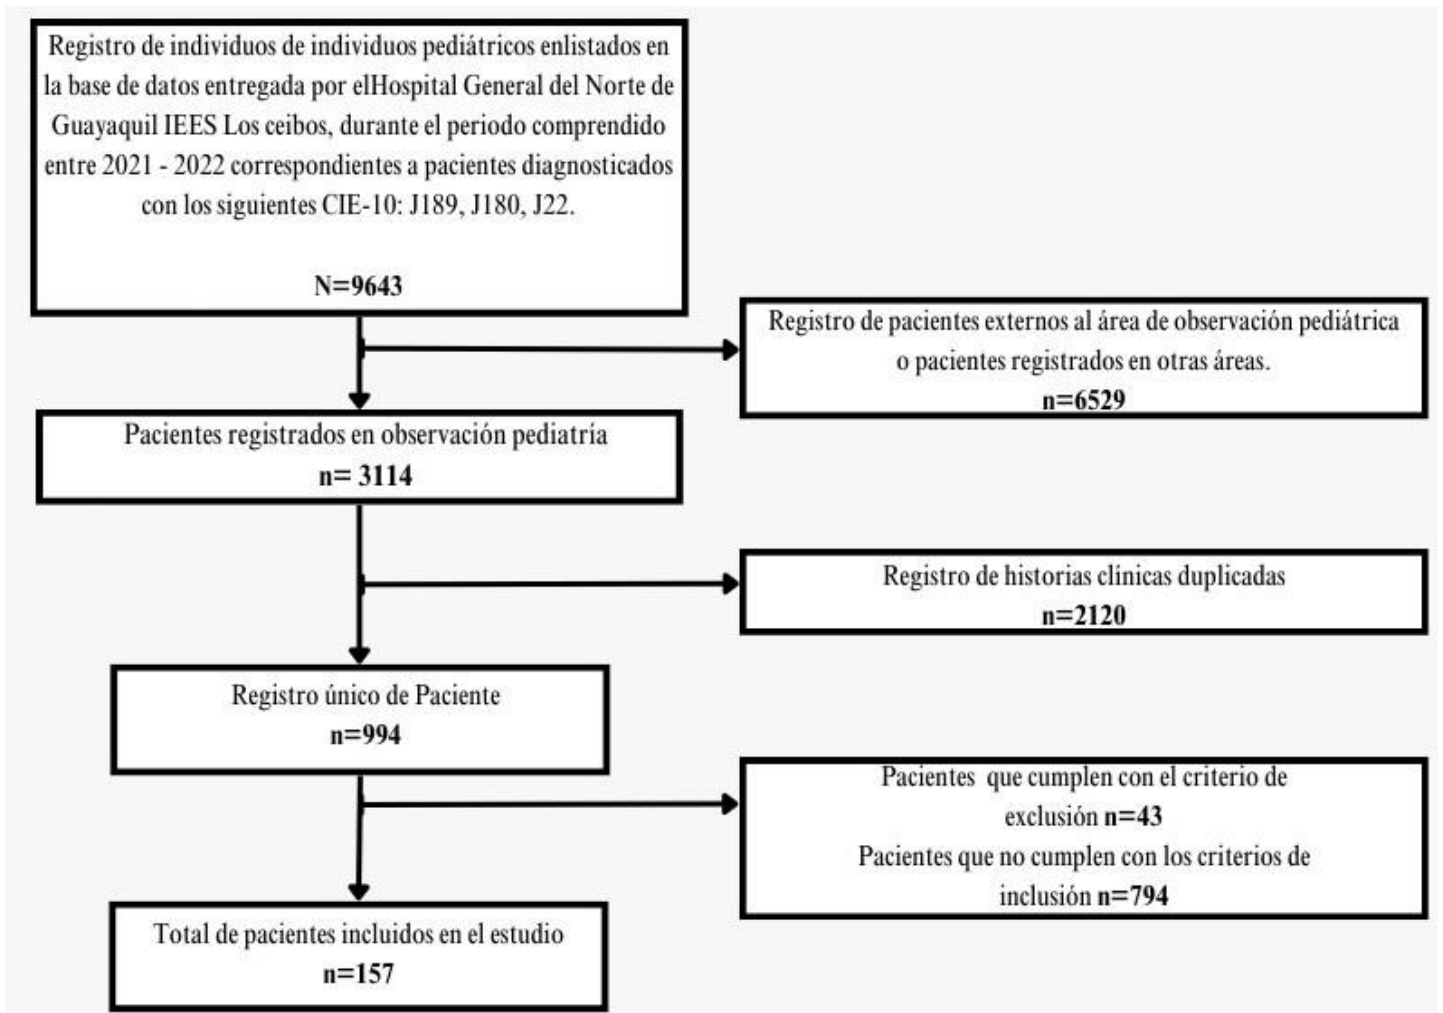 Registro de individuos de individuos pediátricos enlistados en
la base de datos entregada por elHospital General del Norte de
Guayaquil IEES Los ceibos, durante el periodo comprendido
entre 2021 - 2022 correspondientes a pacientes diagnosticados
con los siguientes CIE-10: J189, J180, J22.
N=9643
Registro de pacientes externos al área de observación pediátrica
o pacientes registrados en otras áreas.
n=6529
Pacientes registrados en observación pediatría
n= 3114
Registro de historias clínicas duplicadas
n=2120
Registro único de Paciente
n=994
Pacientes que cumplen con el criterio de
exclusión n=43
Pacientes que no cumplen con los criterios de
inclusión n=794
Total de pacientes incluidos en el estudio
n=157